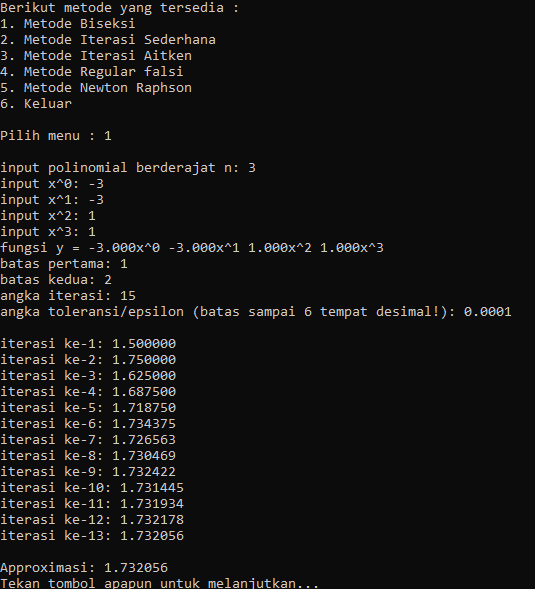 Berikut metode yang tersedia :
1. Metode Biseksi
2. Metode Iterasi Sederhana
3. Metode Iterasi Aitken
4. Metode Regular falsi
5. Metode Newton Raphson
6. Keluar
Pilih menu : 1
input polinomial berderajat n: 3
input x^0: -3
input x^1: -3
input x^2: 1
input x^3: 1
fungsi y = -3.000x^0 -3.000x^1 1.000x^2 1.000x^3
batas pertama: 1
batas kedua: 2
angka iterasi: 15
angka toleransi/epsilon (batas sampai 6 tempat desimal!): 0.0001
iterasi ke-1: 1.500000
iterasi ke-2: 1.750000
iterasi ke-3: 1.625000
iterasi ke-4: 1.687500
iterasi ke-5: 1.718750
iterasi ke-6: 1.734375
iterasi ke-7: 1.726563
iterasi ke-8: 1.730469
iterasi ke-9: 1.732422
iterasi ke-10: 1.731445
iterasi ke-11: 1.731934
iterasi ke-12: 1.732178
iterasi ke-13: 1.732056
Approximasi: 1.732056
Tekan tombol apapun untuk melanjutkan...